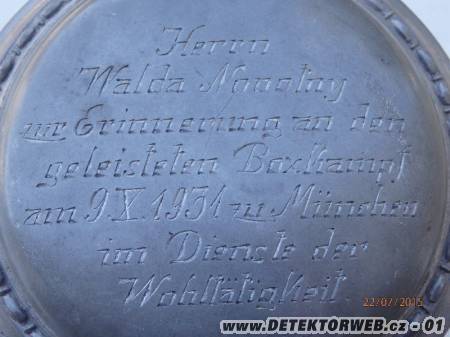 Herrn
Walda Novotny
zur Erinnerung an den
geleisteten Boxkampf
am 9.X.1931 zu München
im Dienste der
Wohltätigkeit.
22/07/2015
www.DETEKTORWEB.cz - 01